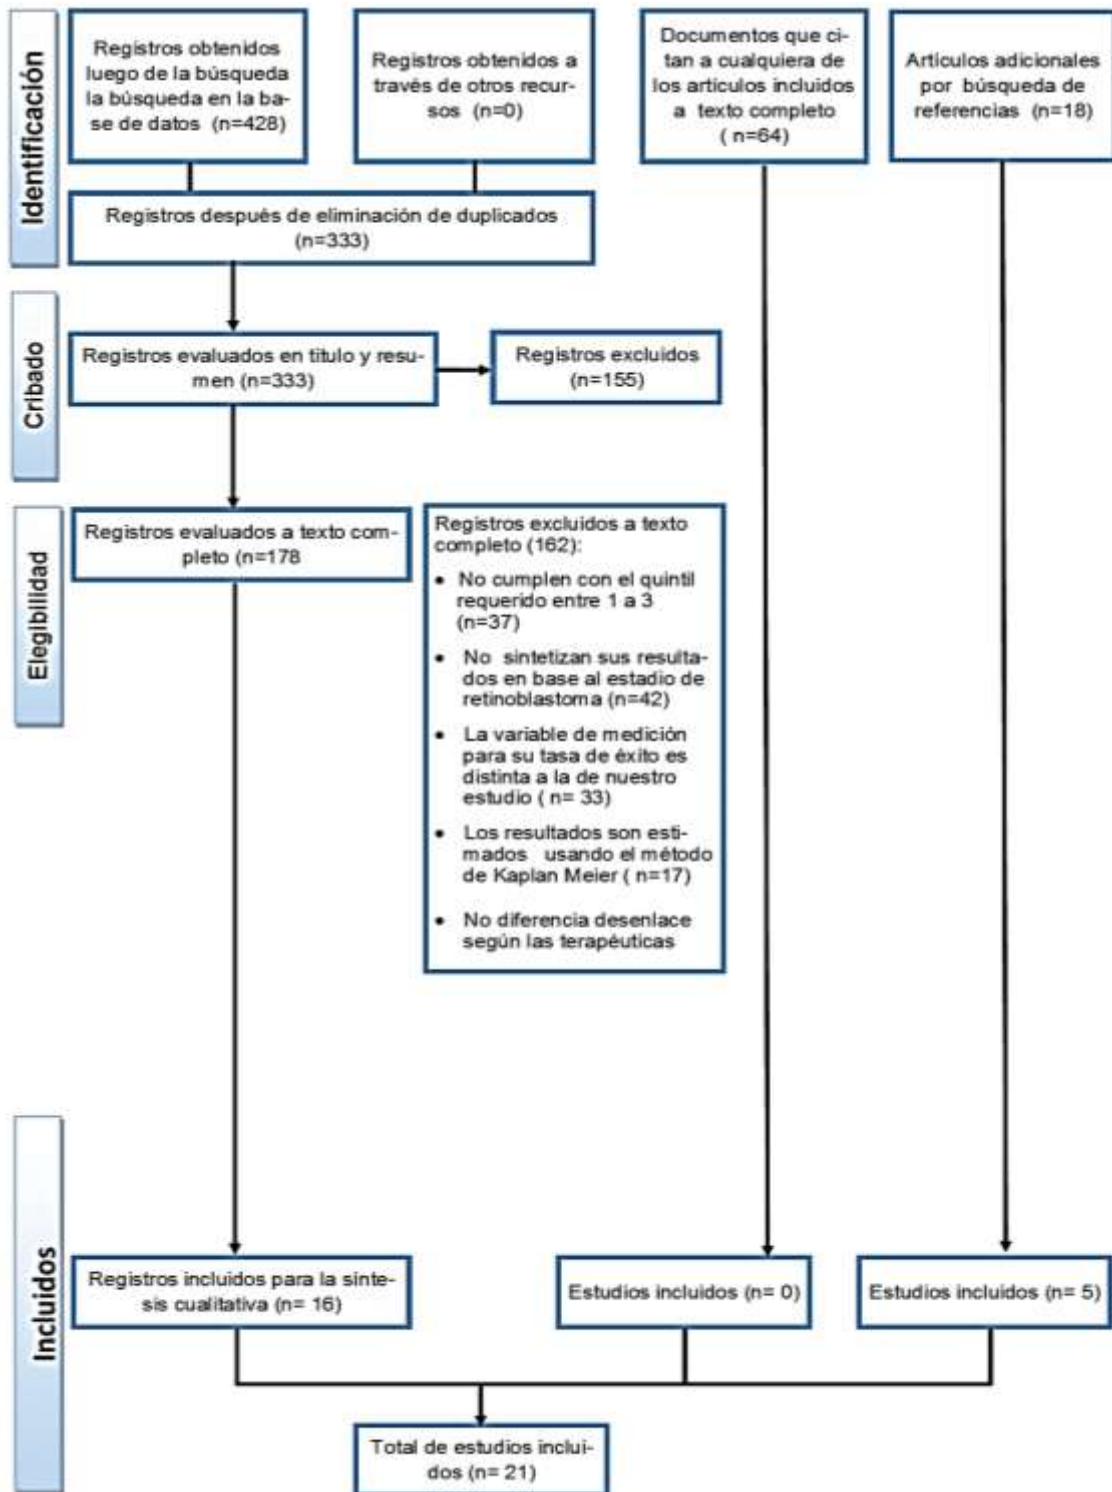 Identificación
Registros obtenidos
luego de la búsqueda
la búsqueda en la ba-
se de datos (n=428)
Registros obtenidos a
través de otros recur-
sos (n=0)
Documentos que ci-
tan a cualquiera de
los artículos incluidos
a texto completo
( n=64)
Artículos adicionales
por búsqueda de
referencias (n=18)
Registros después de eliminación de duplicados
(n=333)
Cribado
Registros evaluados en título y resu-
men (n=333)
Registros excluidos
(n=155)
Elegibilidad
Registros evaluados a texto com-
pleto (n=178
Registros excluidos a texto
completo (162):
• No cumplen con el quintil
requerido entre 1 a 3
(n=37)
• No sintetizan sus resulta-
dos en base al estadio de
retinoblastoma (n=42)
• La variable de medición
para su tasa de éxito es
distinta a la de nuestro
estudio ( n= 33)
• Los resultados son esti-
mados usando el método
de Kaplan Meier ( n=17)
• No diferencia desenlace
según las terapéuticas
Incluidos
Registros incluidos para la sínte-
sis cualitativa (n= 16)
Estudios incluidos (n= 0)
Estudios incluidos (n= 5)
Total de estudios inclui-
dos (n= 21)